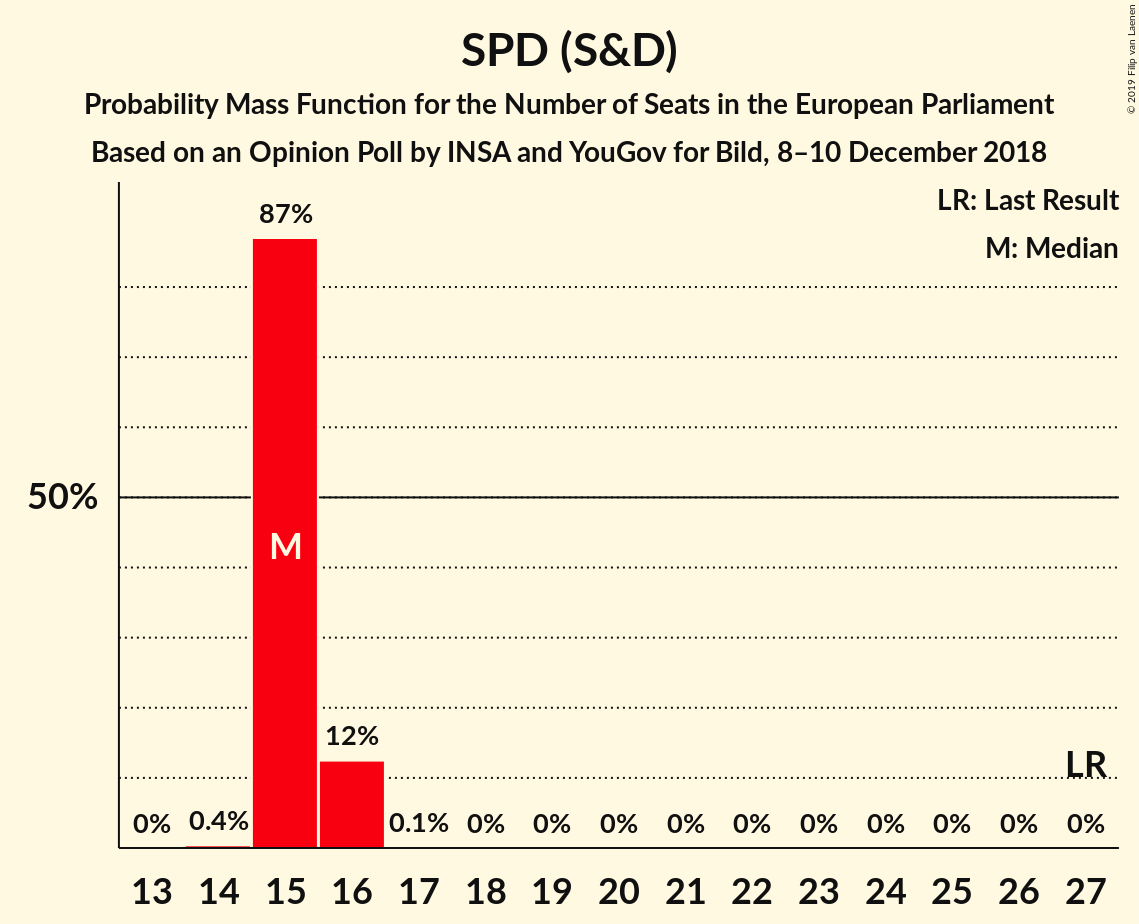 SPD (S&D)
Probability Mass Function for the Number of Seats in the European Parliament
Based on an Opinion Poll by INSA and YouGov for Bild, 8–10 December 2018
© 2019 Filip van Laenen
LR: Last Result
M: Median
87%
50%
M
12%
LR
0% 0.4% 0.1% 0% 0% 0% 0% 0% 0% 0% 0% 0% 0%
13 14 15 16 17 18 19 20 21 22 23 24 25 26 27